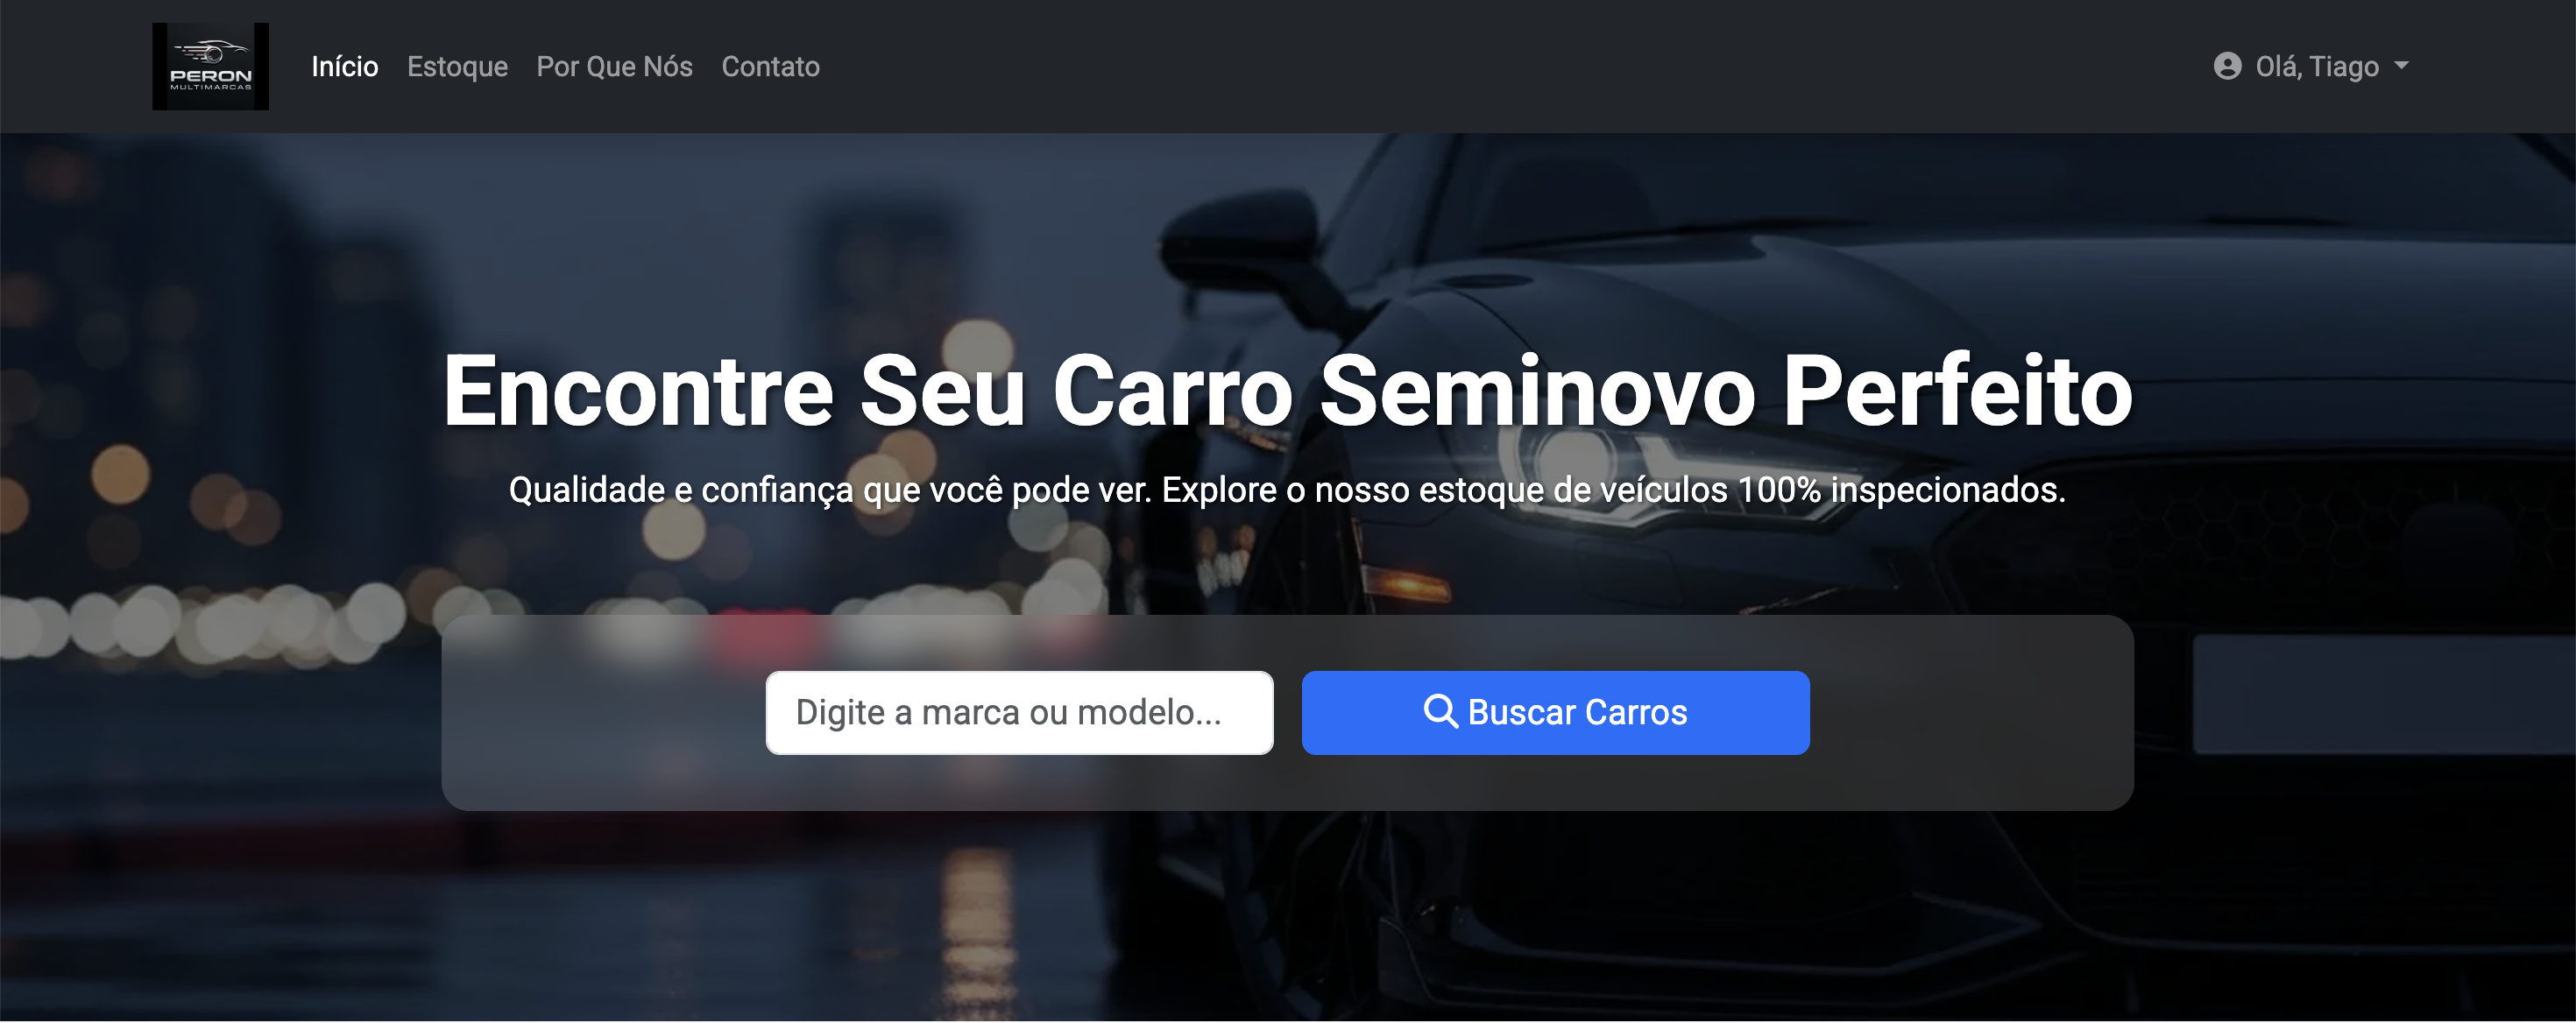 PERON
MULTIMARCAS
Início Estoque Por Que Nós Contato
Olá, Tiago
Encontre Seu Carro Seminovo Perfeito
Qualidade e confiança que você pode ver. Explore o nosso estoque de veículos 100% inspecionados.
Digite a marca ou modelo...
Buscar Carros